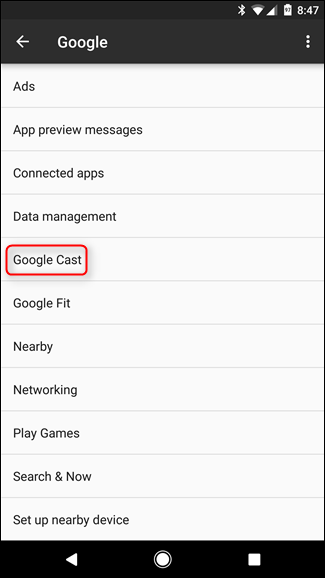 8:47
Google
Ads
App preview messages
Connected apps
Data management
Google Cast
Google Fit
Nearby
Networking
Play Games
Search & Now
Set up nearby device